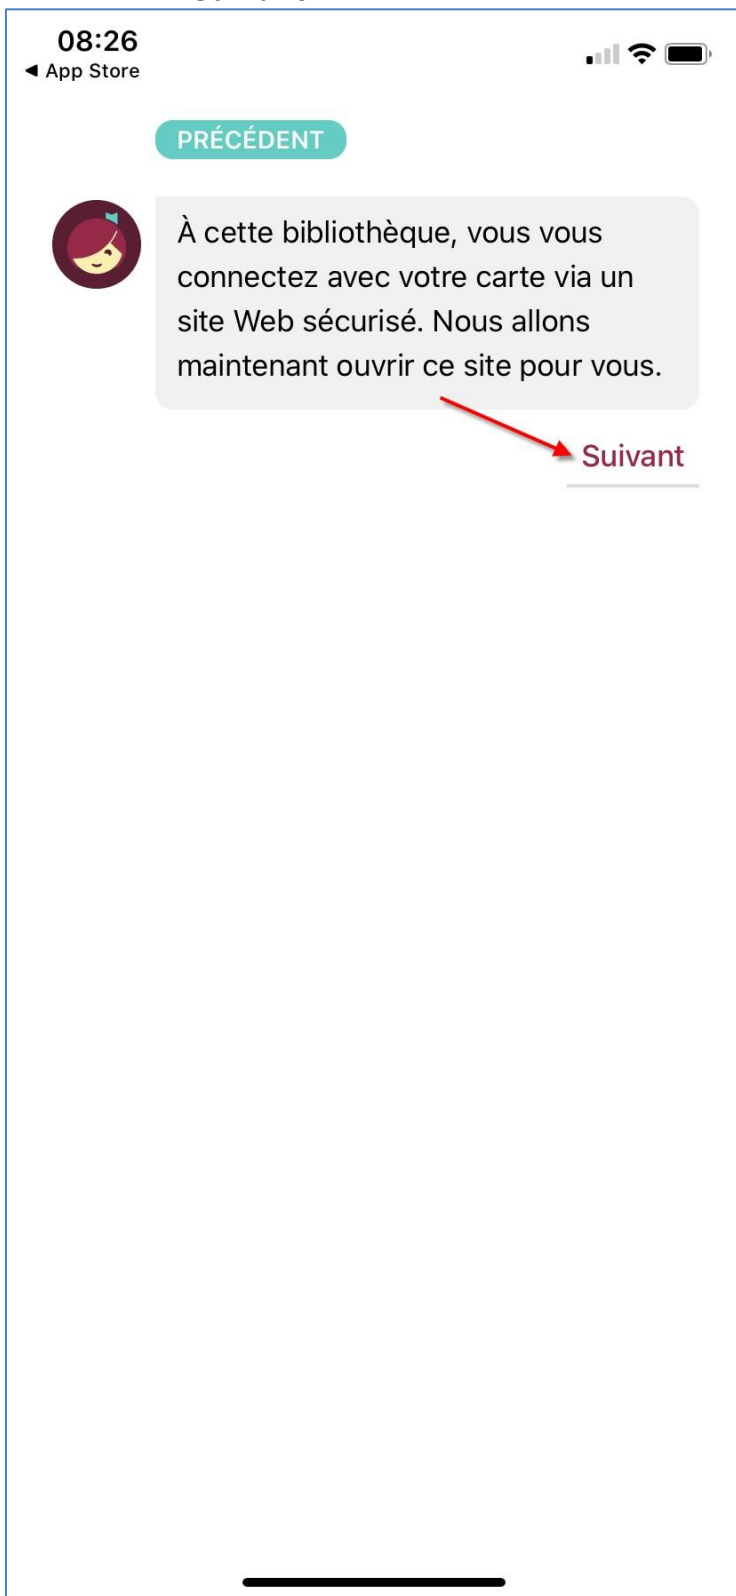 08:26
◀ App Store
PRÉCÉDENT
À cette bibliothèque, vous vous
connectez avec votre carte via un
site Web sécurisé. Nous allons
maintenant ouvrir ce site pour vous.
Suivant